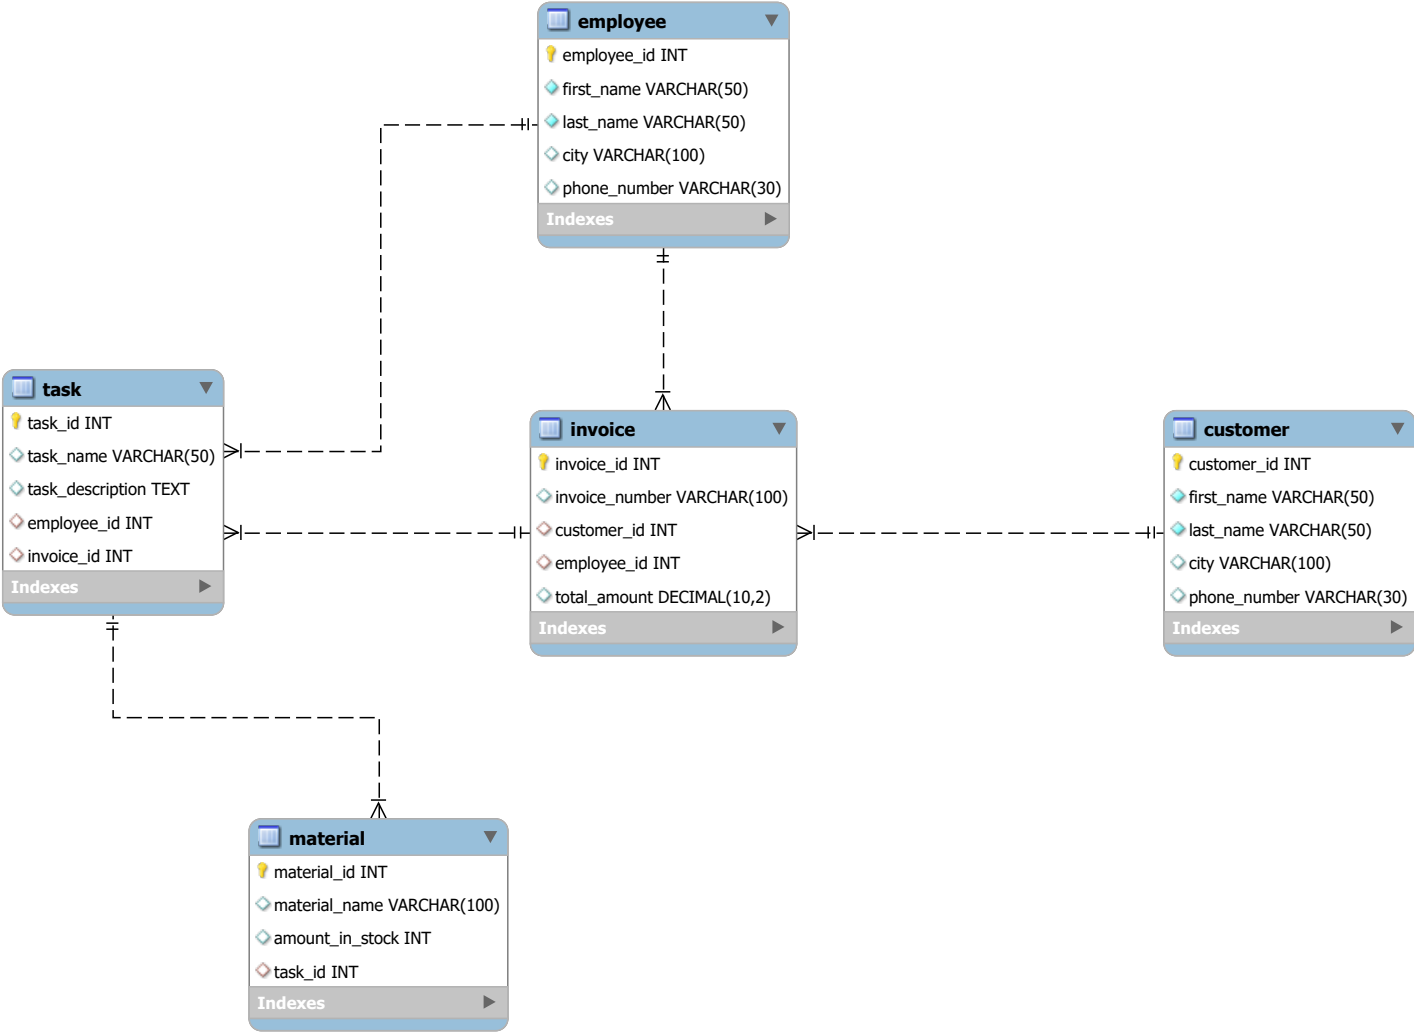 employee
employee_id INT
first_name VARCHAR(50)
last_name VARCHAR(50)
city VARCHAR(100)
phone_number VARCHAR(30)
Indexes
task
task_id INT
task_name VARCHAR(50)
task_description TEXT
employee_id INT
invoice_id INT
Indexes
invoice
invoice_id INT
invoice_number VARCHAR(100)
customer_id INT
employee_id INT
total_amount DECIMAL(10,2)
Indexes
customer
customer_id INT
first_name VARCHAR(50)
last_name VARCHAR(50)
city VARCHAR(100)
phone_number VARCHAR(30)
Indexes
material
material_id INT
material_name VARCHAR(100)
amount_in_stock INT
task_id INT
Indexes